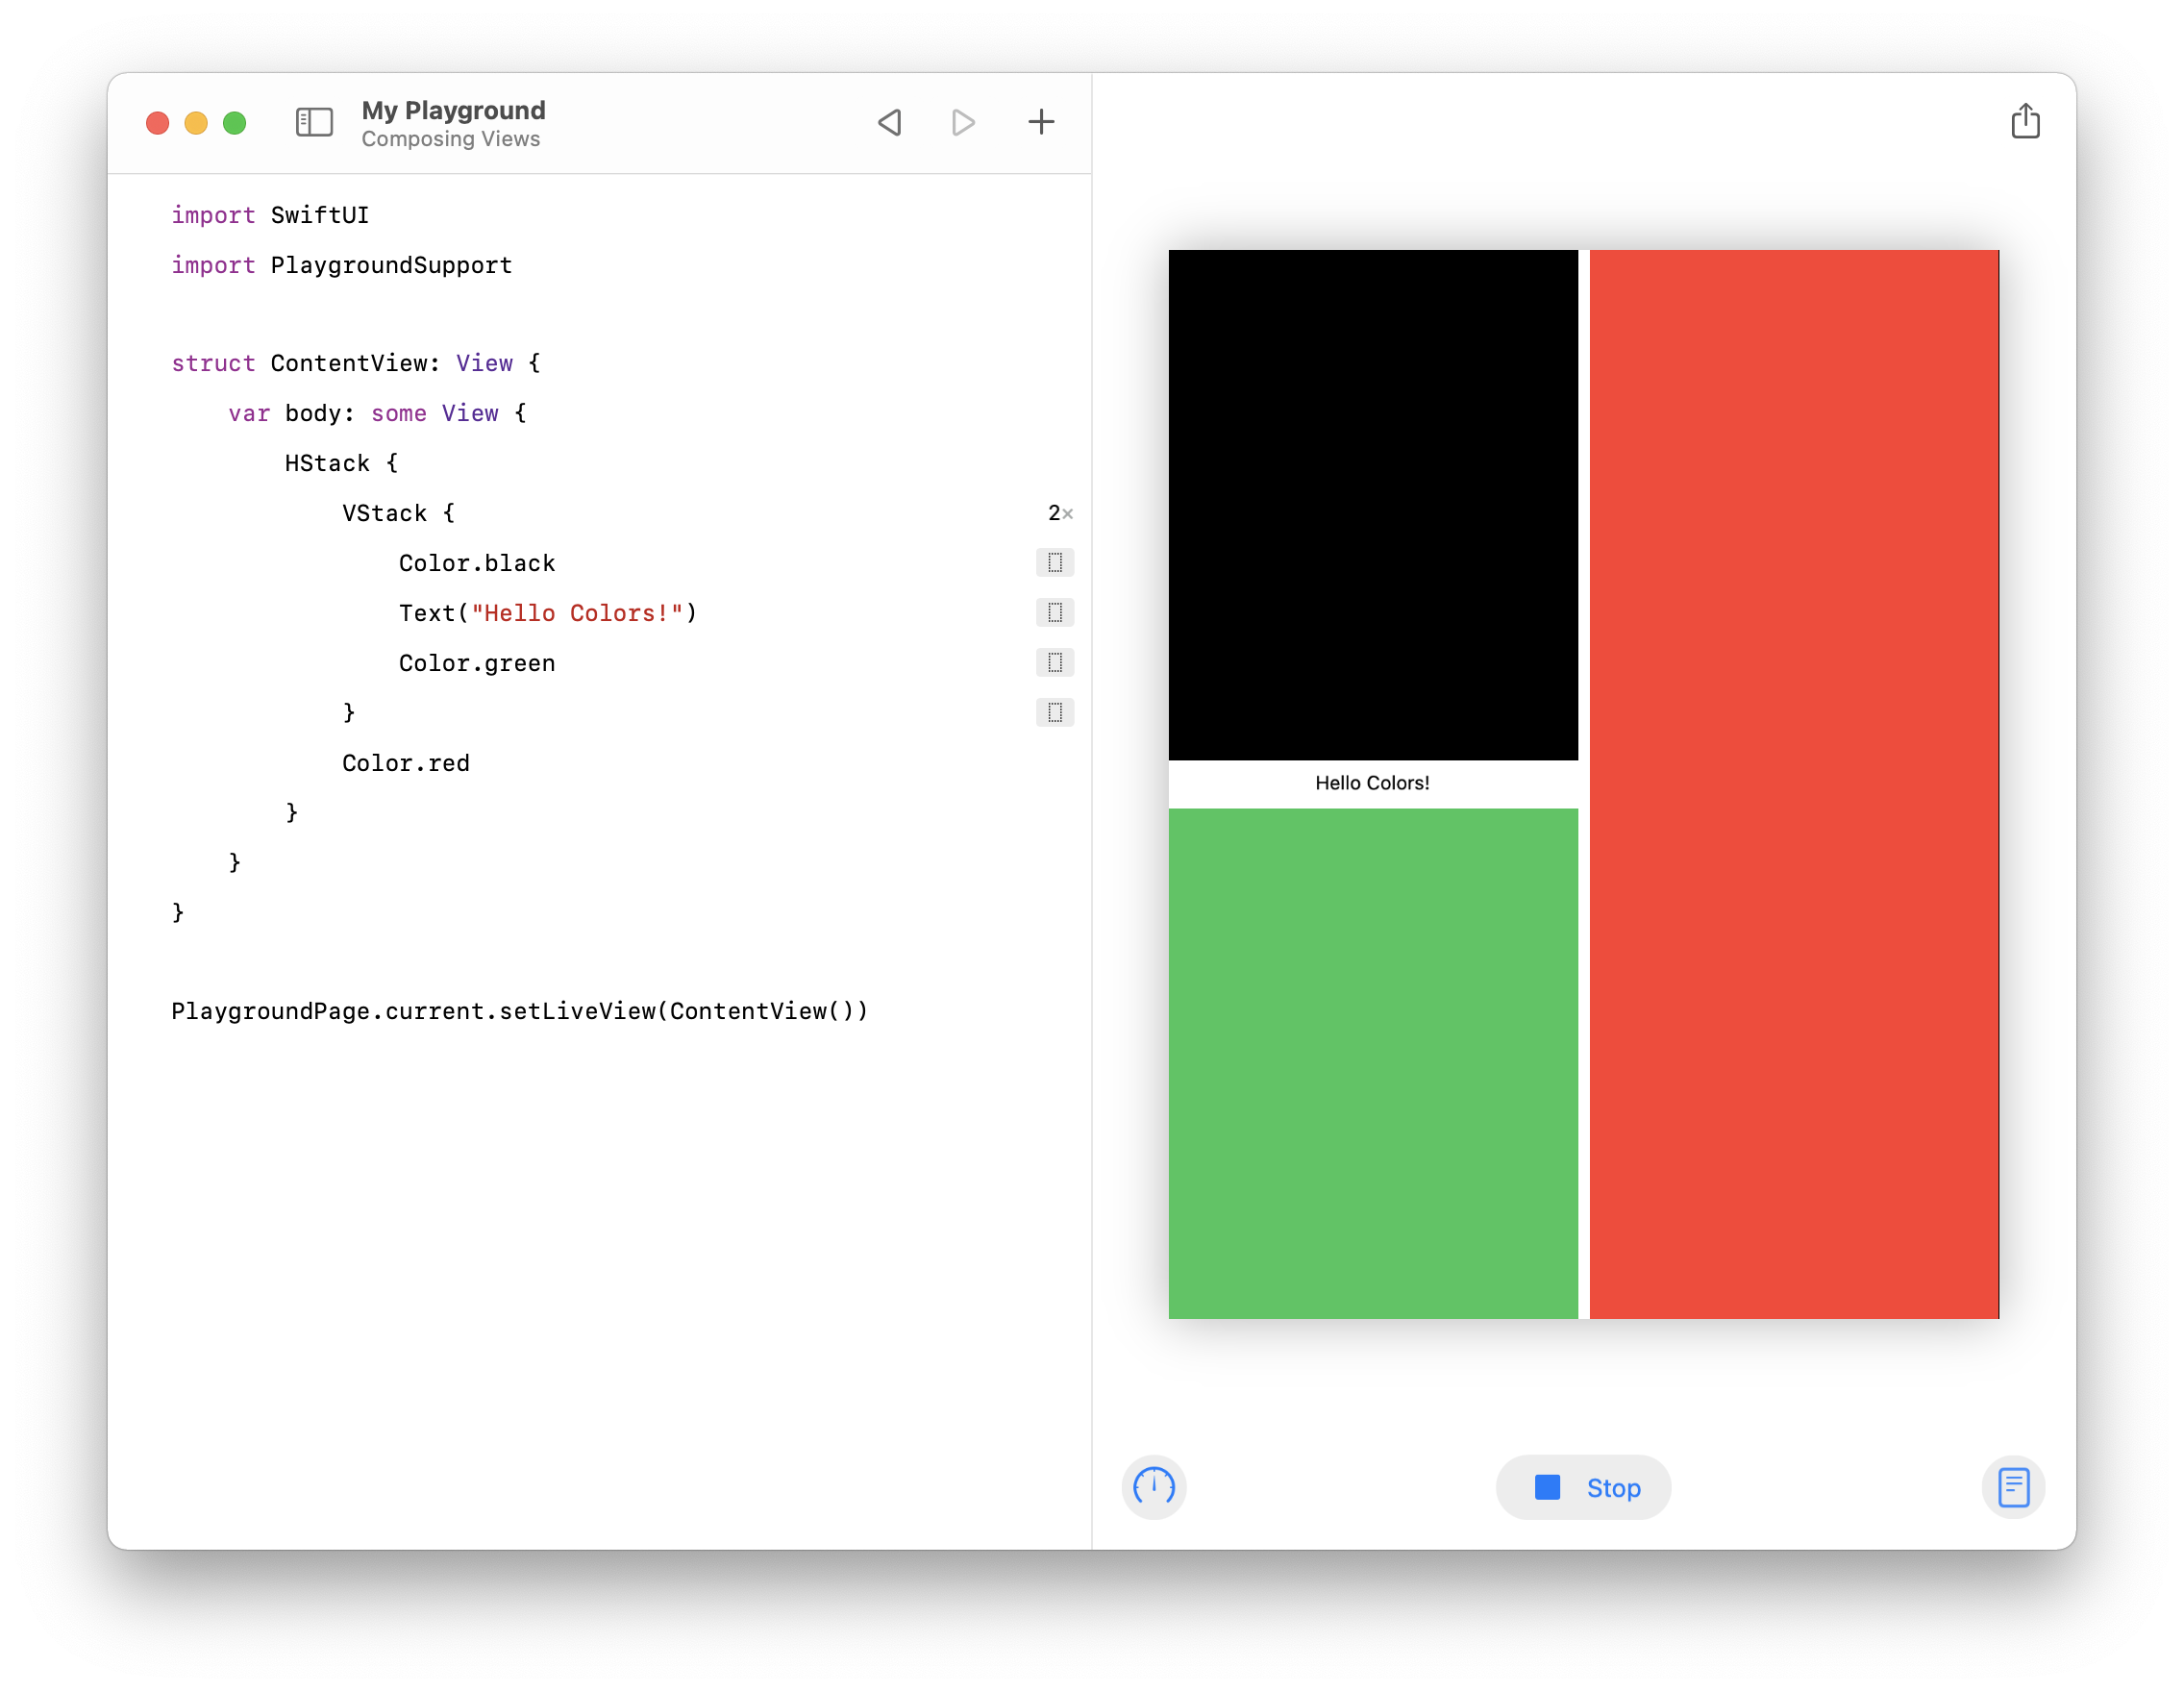 My Playground
Composing Views
import SwiftUI
import PlaygroundSupport
struct ContentView: View {
var body: some View {
HStack {
VStack {
2×
Color.black
Text("Hello Colors!")
Color.green
}
Color.red
}
}
}
PlaygroundPage.current.setLiveView(ContentView())
Hello Colors!
Stop